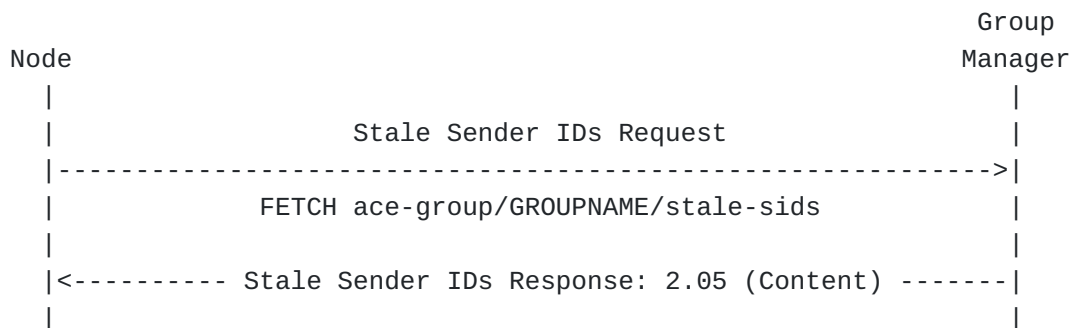 Group
Node Manager
Stale Sender IDs Request
FETCH ace-group/GROUPNAME/stale-sids
Stale Sender IDs Response: 2.05 (Content)